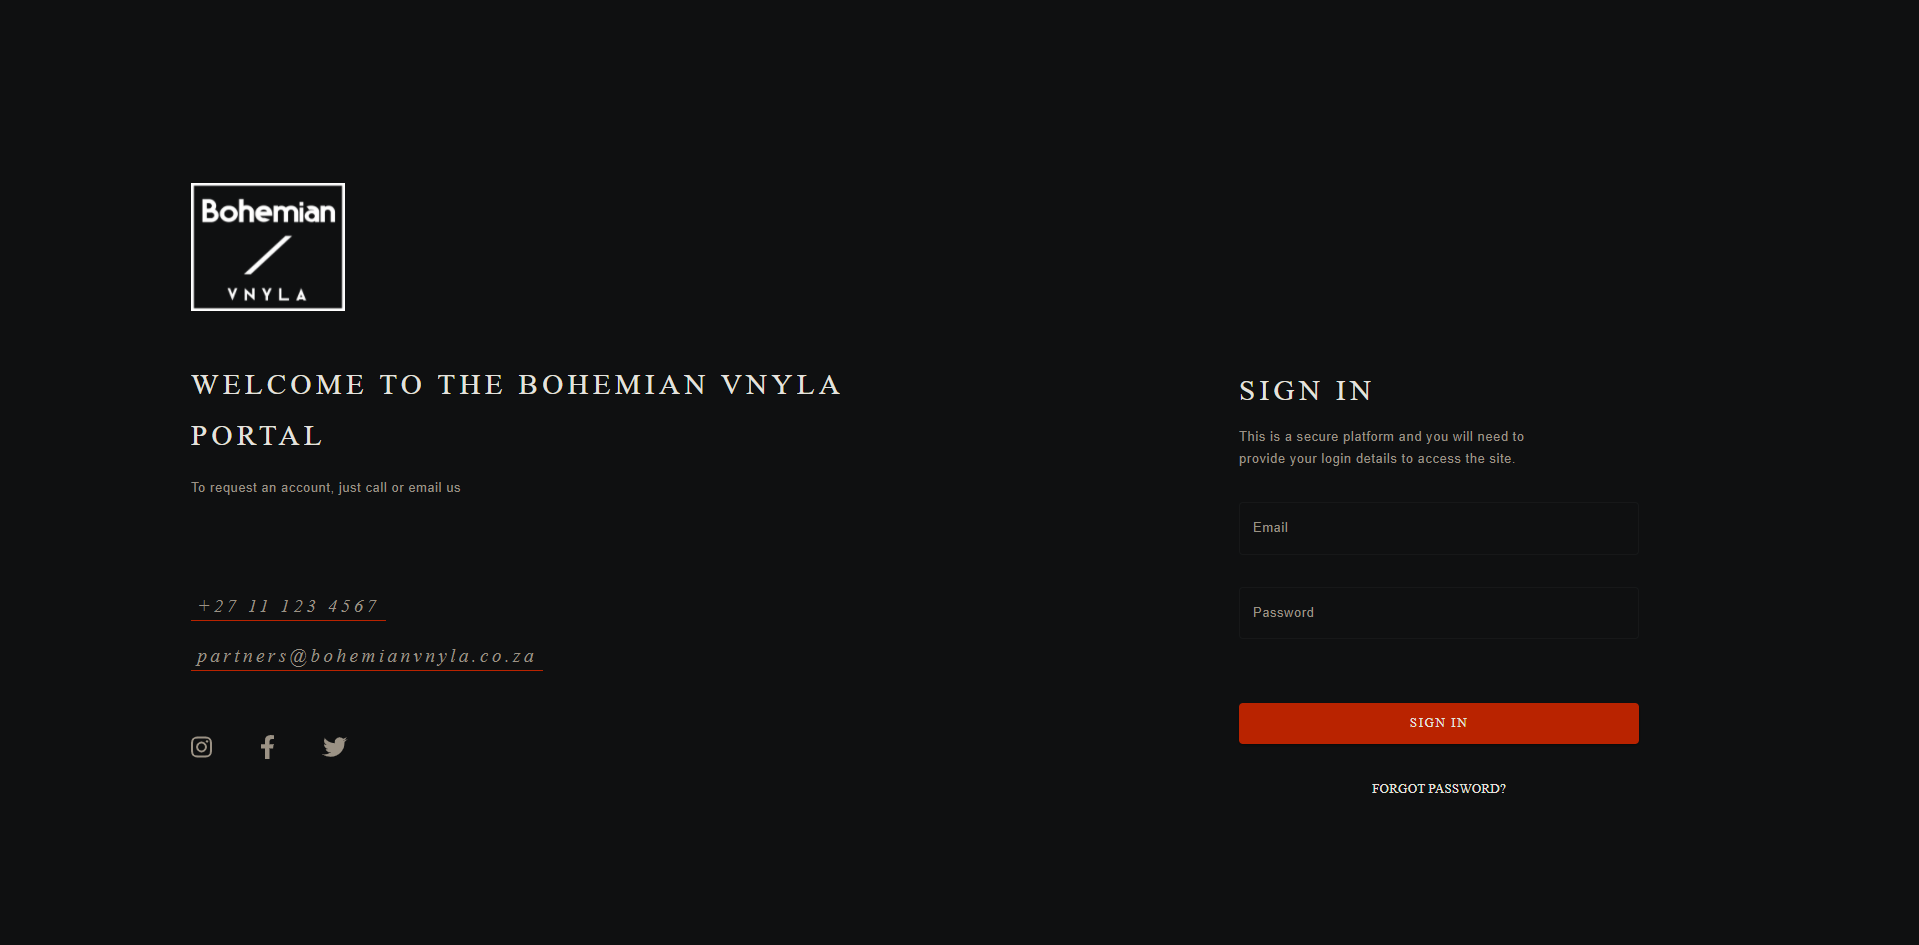 Bohemian
VNYLA
WELCOME TO THE BOHEMIAN VNYLA
PORTAL
To request an account, just call or email us
+27 11 123 4567
partners@bohemianvnyla.co.za
SIGN IN
This is a secure platform and you will need to
provide your login details to access the site.
Email
Password
SIGN IN
FORGOT PASSWORD?